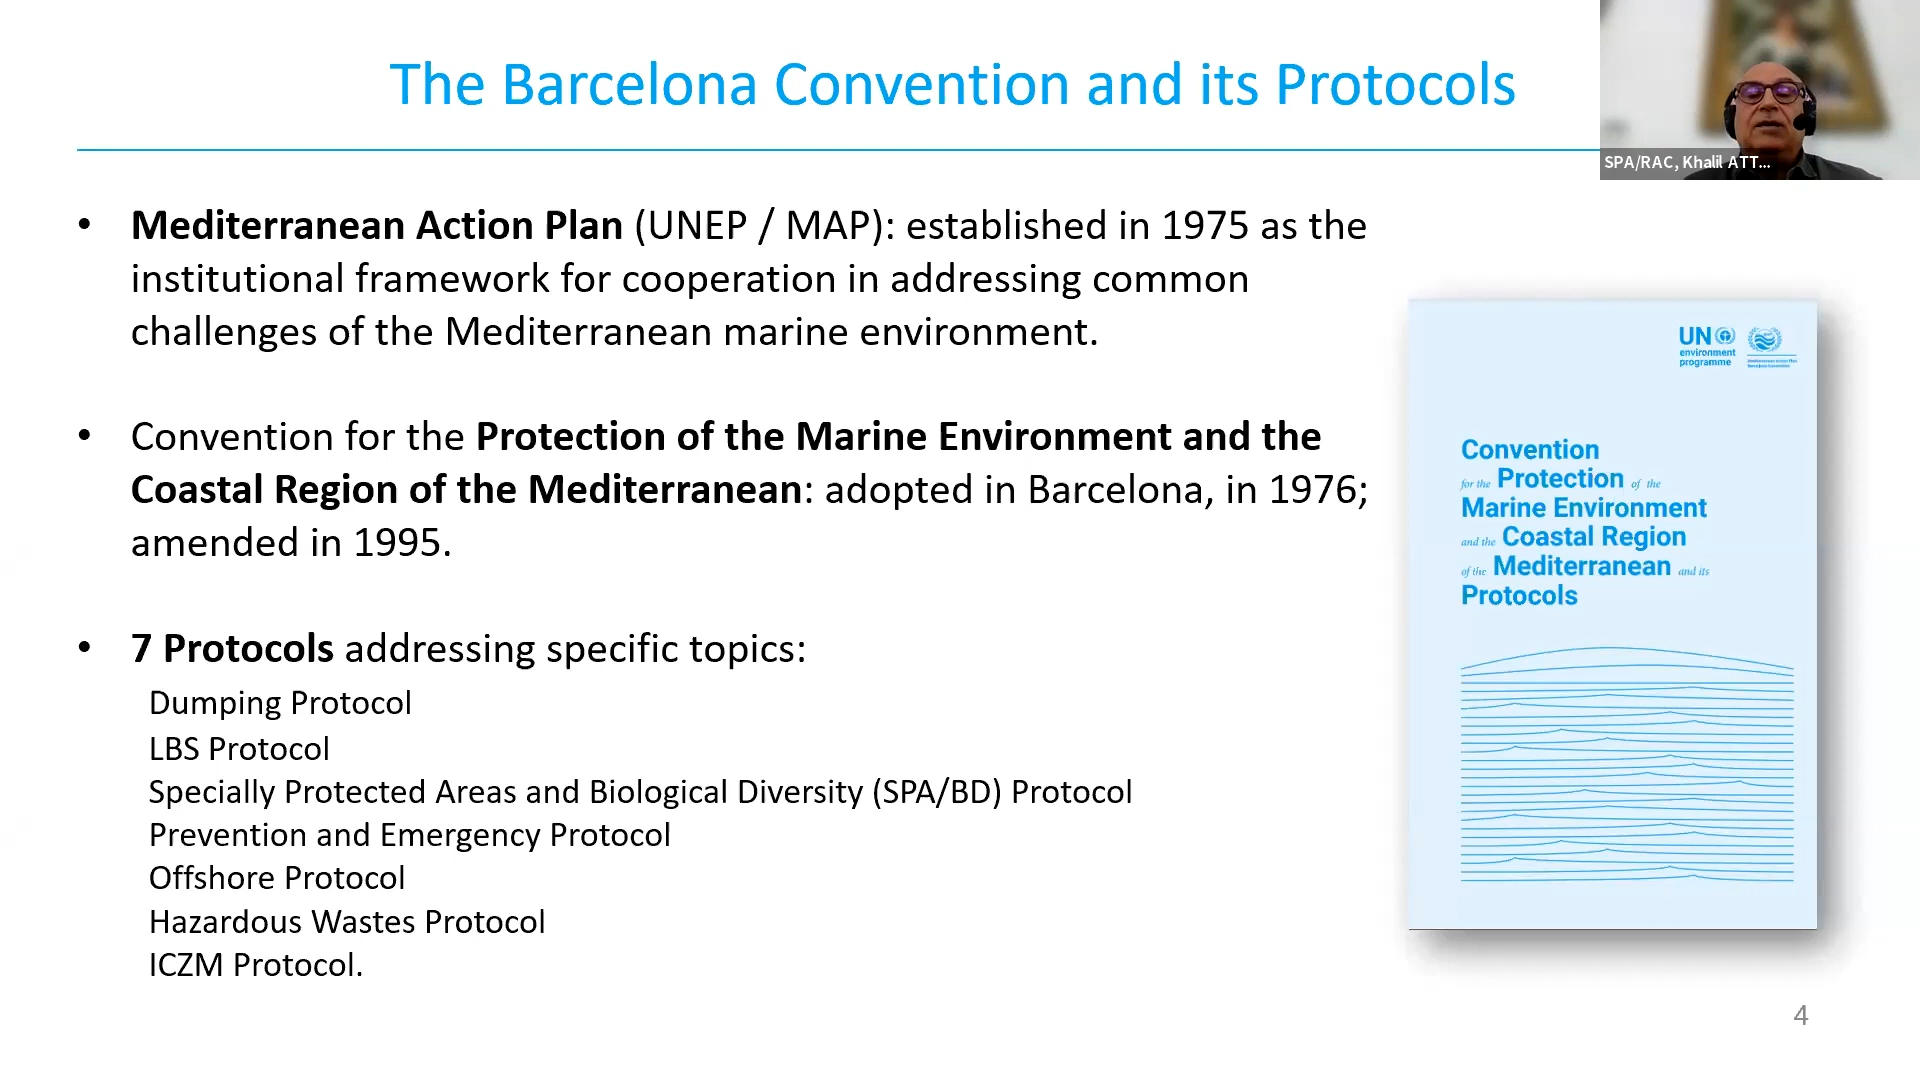 The Barcelona Convention and its Protocols
SPA/RAC, Khalil ATT...
• Mediterranean Action Plan (UNEP / MAP): established in 1975 as the
institutional framework for cooperation in addressing common
challenges of the Mediterranean marine environment.
• Convention for the Protection of the Marine Environment and the
Coastal Region of the Mediterranean: adopted in Barcelona, in 1976;
amended in 1995.
• 7 Protocols addressing specific topics:
Dumping Protocol
LBS Protocol
Specially Protected Areas and Biological Diversity (SPA/BD) Protocol
Prevention and Emergency Protocol
Offshore Protocol
Hazardous Wastes Protocol
ICZM Protocol.
UN
environment
programme
Mediterranean Action Plan
Barcelona Convention
Convention
for the Protection of the
Marine Environment
and the Coastal Region
of the Mediterranean and its
Protocols
4